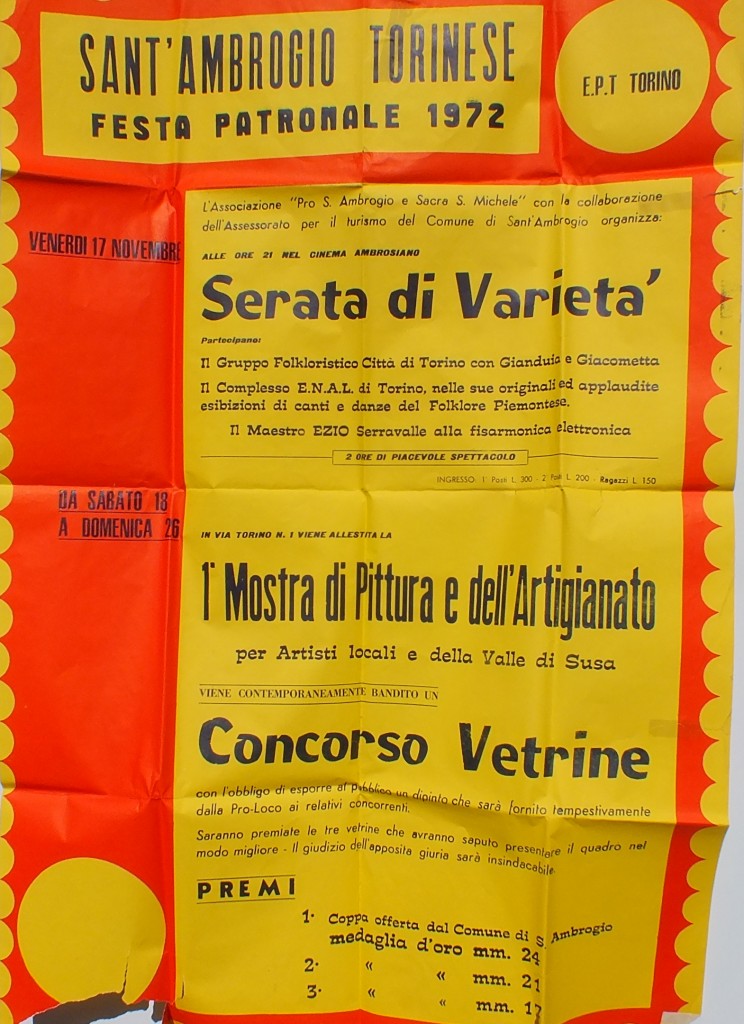 SANT'AMBROGIO TORINESE
FESTA PATRONALE 1972
E.P.T TORINO
L'Associazione "Pro S. Ambrogio e Sacra S. Michele" con la collaborazione
dell'Assessorato per il turismo del Comune di Sant'Ambrogio organizza:
VENERDI 17 NOVEMBRE
ALLE ORE 21 NEL CINEMA AMBROSIANO
Serata di Varieta'
Partecipano:
Il Gruppo Folkloristico Città di Torino con Gianduia e Giacometta
Il Complesso E.N.A.L. di Torino, nelle sue originali ed applaudite
esibizioni di canti e danze del Folklore Piemontese.
Il Maestro EZIO Serravalle alla fisarmonica elettronica
2 ORE DI PIACEVOLE SPETTACOLO
INGRESSO: 1 Posti L. 300 - 2 Posti L. 200 - Ragazzi L. 150
DA SABATO 18
A DOMENICA 26
IN VIA TORINO N. 1 VIENE ALLESTITA LA
1ª Mostra di Pittura e dell'Artigianato
per Artisti locali e della Valle di Susa
VIENE CONTEMPORANEAMENTE BANDITO UN
Concorso Vetrine
con l'obbligo di esporre al pubblico un dipinto che sarà fornito tempestivamente
dalla Pro-Loco ai relativi concorrenti.
Saranno premiate le tre vetrine che avranno saputo presentare il quadro nel
modo migliore - Il giudizio dell'apposita giuria sarà insindacabile.
PREMI
1· Coppa offerta dal Comune di S. Ambrogio
medaglia d'oro mm. 24
2· « « mm. 21
3· « « mm. 17